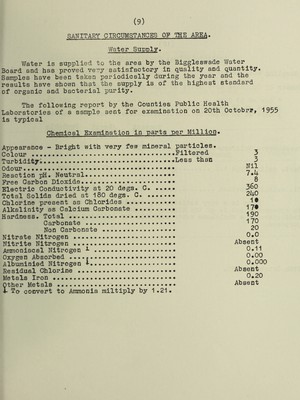 (9)
SANITARY CIRCUMSTANCES OF THE AREA.
Water Supply.
Water is supplied to the area by the Biggleswade Water
Board and has proved very satisfactory in quality and quantity.
Samples have been taken periodically during the year and the
results have shown that the supply is of the highest standard
of organic and bacterial purity.
The following report by the Counties Public Health
Laboratories of a sample sent for examination on 20th October, 1955
is typical
Chemical Examination in parts per Million.
Appearance - Bright with very few mineral particles.
Colour ..............................Filtered 3
Turbidity............................Less than 3
Odour................................ Nil
Reaction pH. Neutral................. 7.4
Free Carbon Dioxide.................. 8
Electric Conductivity at 20 degs. C. ..... 360
Total Solids dried at 180 degs. C. ..... 240
Chlorine present as Chlorides ........ 10
Alkalinity as Calcium Carbonate ....... 170
Hardness. Total ..................... 190
Carbonate ................ 170
Non Carbonate ............ 20
Nitrate Nitrogen .................... 0.0
Nitrite Nitrogen .................... Absent
Ammoniacal Nitrogen ................. 0.11
Oxygen Absorbed ..................... 0.00
Albuminied Nitrogen ................. 0.000
Residual Chlorine ................... Absent
Metals Iron ......................... 0.20
Other Metals ........................ Absent
To convert to Ammonia miltiply by 1.21.